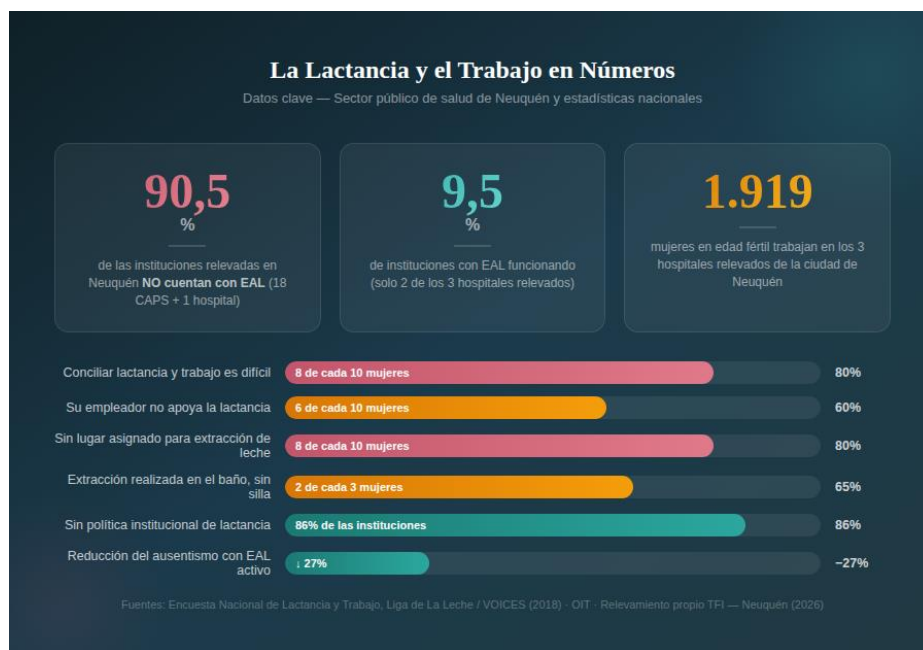 La Lactancia y el Trabajo en Números
Datos clave — Sector público de salud de Neuquén y estadísticas nacionales
90,5
%
de las instituciones relevadas en
Neuquén NO cuentan con EAL (18
CAPS + 1 hospital)
9,5
%
de instituciones con EAL funcionando
(solo 2 de los 3 hospitales relevados)
1.919
mujeres en edad fértil trabajan en los 3
hospitales relevados de la ciudad de
Neuquén
Conciliar lactancia y trabajo es difícil
8 de cada 10 mujeres
80%
Su empleador no apoya la lactancia
6 de cada 10 mujeres
60%
Sin lugar asignado para extracción de
leche
8 de cada 10 mujeres
80%
Extracción realizada en el baño, sin
silla
2 de cada 3 mujeres
65%
Sin política institucional de lactancia
86% de las instituciones
86%
Reducción del ausentismo con EAL
activo
↓ 27%
−27%
Fuentes: Encuesta Nacional de Lactancia y Trabajo, Liga de La Leche / VOICES (2018) · OIT · Relevamiento propio TFI — Neuquén (2026)